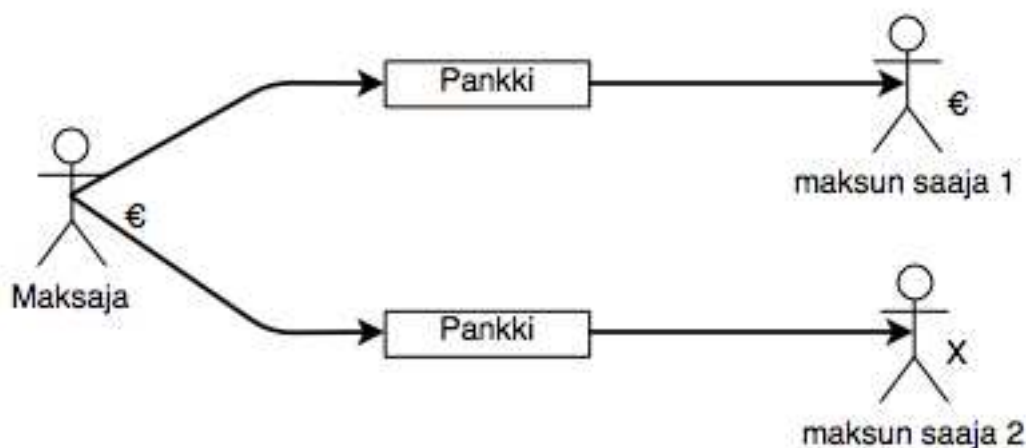 Pankki
€
maksun saaja 1
€
Maksaja
Pankki
X
maksun saaja 2